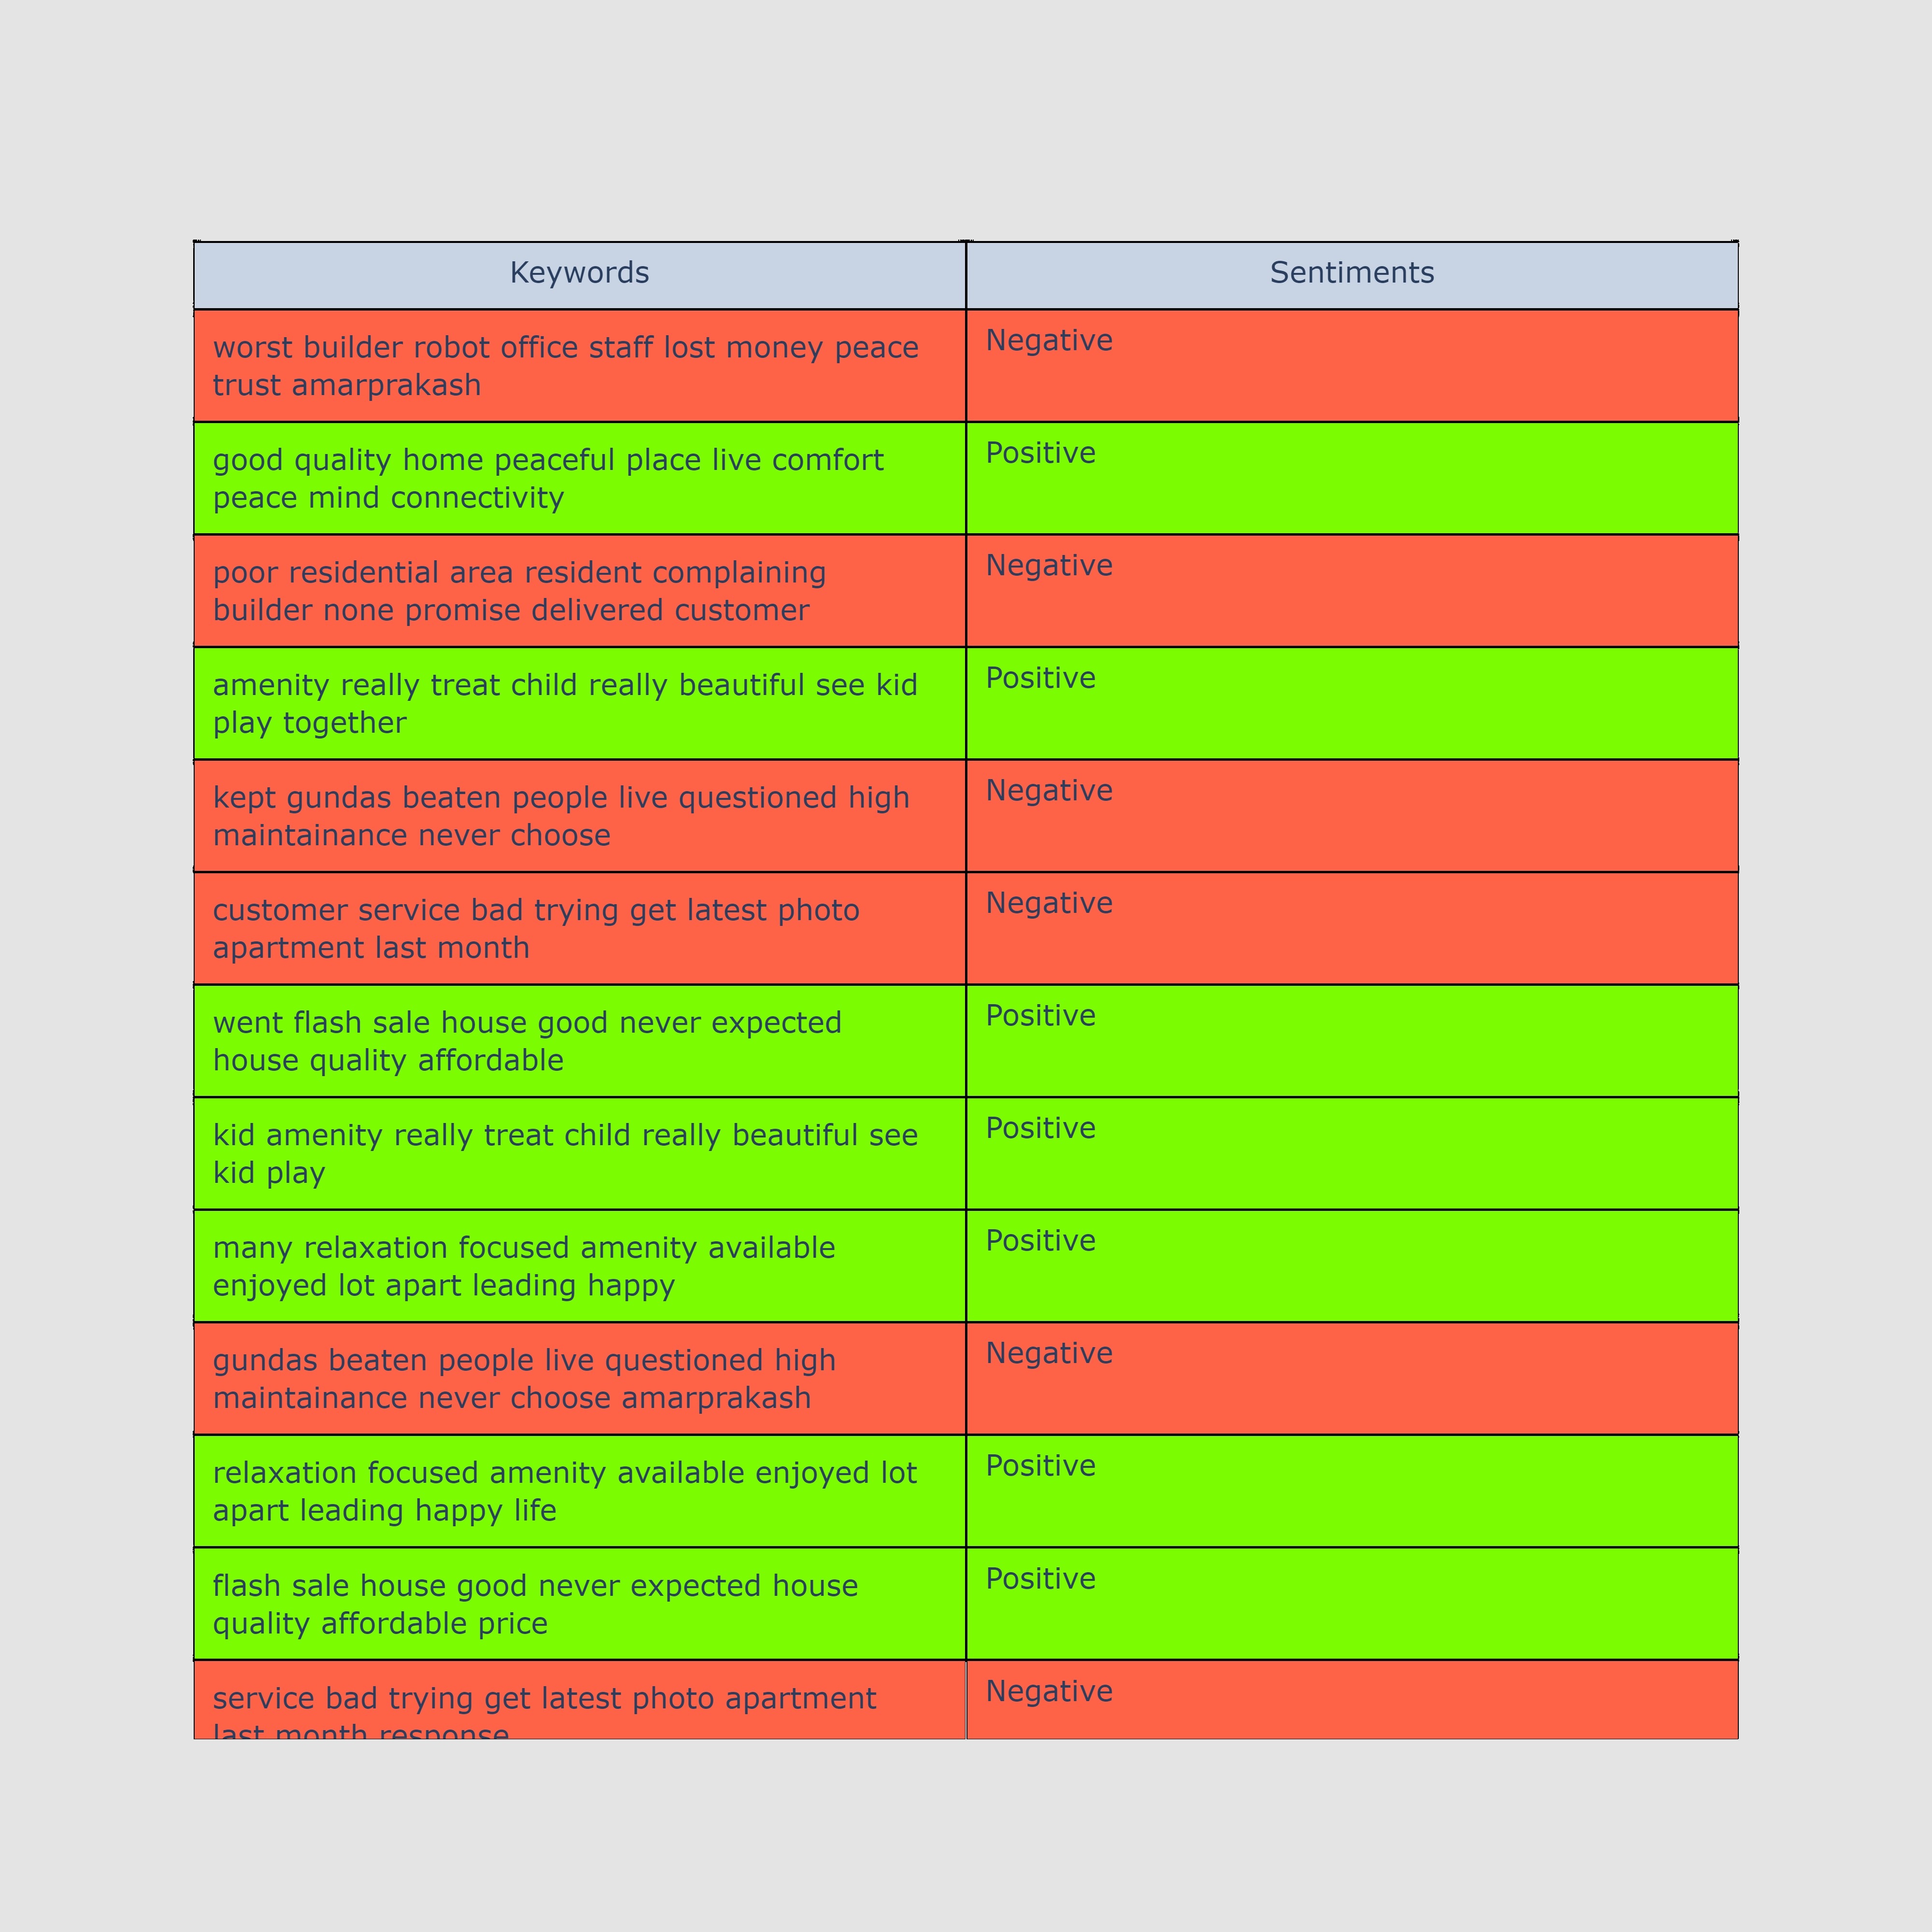 Keywords
Sentiments
worst builder robot office staff lost money peace
trust amarprakash
Negative
good quality home peaceful place live comfort
peace mind connectivity
Positive
poor residential area resident complaining
builder none promise delivered customer
Negative
amenity really treat child really beautiful see kid
play together
Positive
kept gundas beaten people live questioned high
maintainance never choose
Negative
customer service bad trying get latest photo
apartment last month
Negative
went flash sale house good never expected
house quality affordable
Positive
kid amenity really treat child really beautiful see
kid play
Positive
many relaxation focused amenity available
enjoyed lot apart leading happy
Positive
gundas beaten people live questioned high
maintainance never choose amarprakash
Negative
relaxation focused amenity available enjoyed lot
apart leading happy life
Positive
flash sale house good never expected house
quality affordable price
Positive
service bad trying get latest photo apartment
last month response
Negative